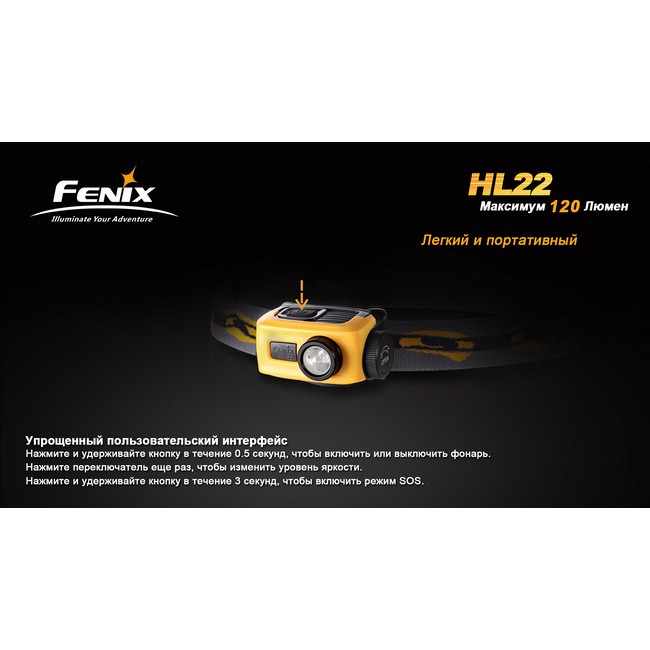 FENIX
Illuminate Your Adventure
HL22
Максимум 120 Люмен
Легкий и портативный
Упрощенный пользовательский интерфейс
Нажмите и удерживайте кнопку в течение 0.5 секунд, чтобы включить или выключить фонарь.
Нажмите переключатель еще раз, чтобы изменить уровень яркости.
Нажмите и удерживайте кнопку в течение 3 секунд, чтобы включить режим SOS.